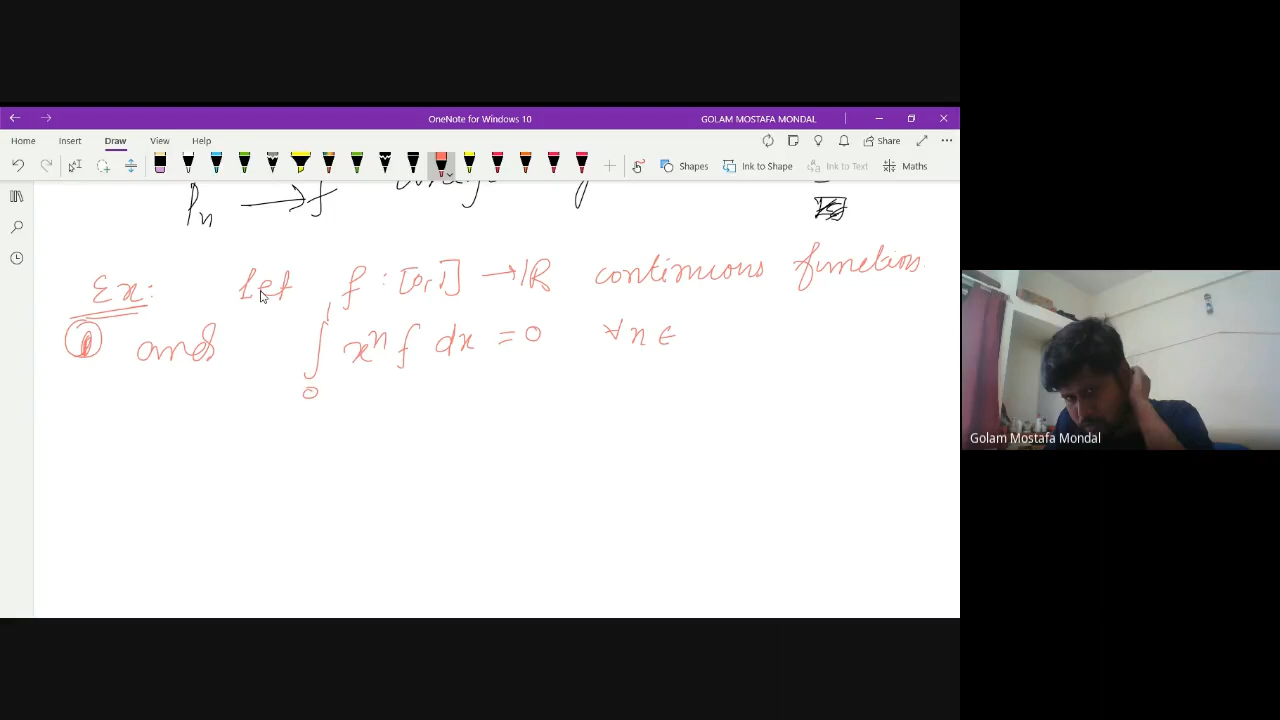 OneNote for Windows 10
GOLAM MOSTAFA MONDAL
Home Insert Draw View Help
Share
Shapes Ink to Shape Ink to Text Maths
Pn → f
Ex: Let f : [0,1] → IR continuous function.
① and ∫₀¹ xⁿ f dx = 0 ∀ n ∈
Golam Mostafa Mondal